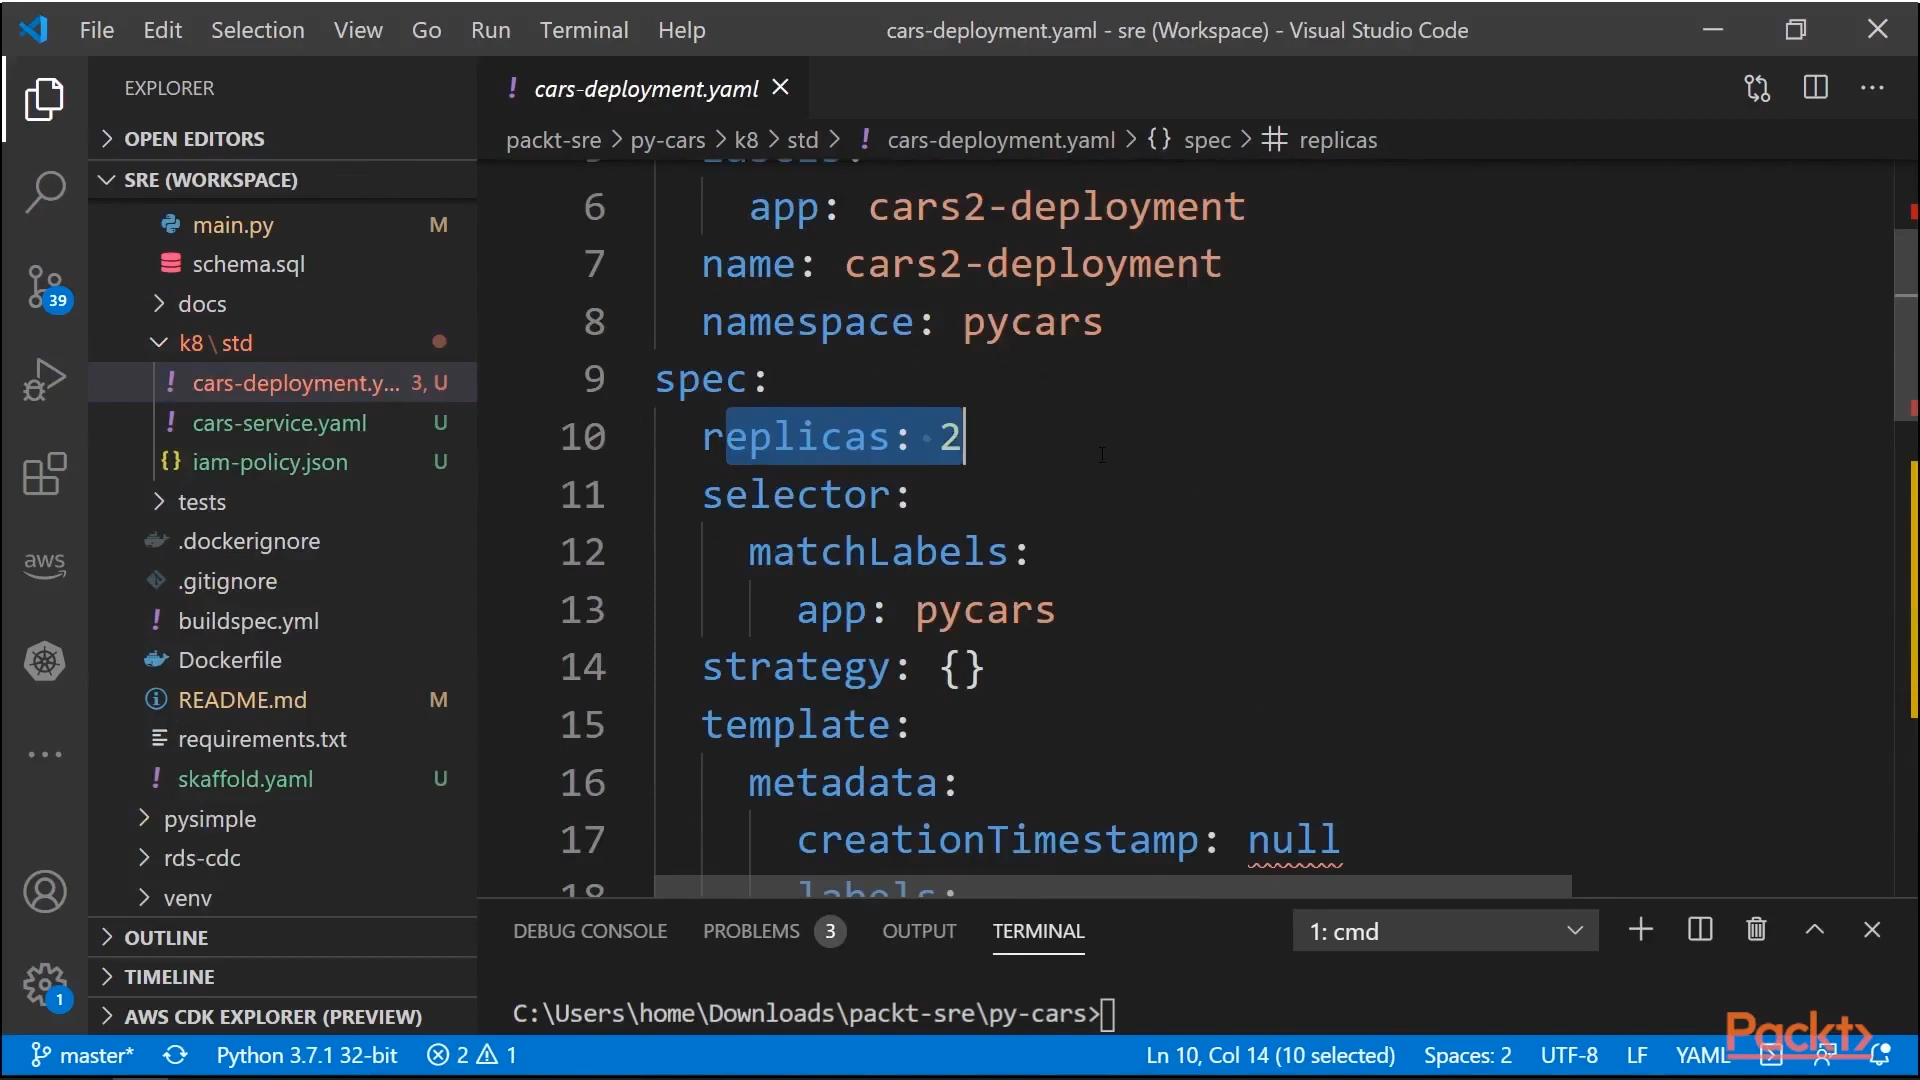 File Edit Selection View Go Run Terminal Help cars-deployment.yaml - sre (Workspace) - Visual Studio Code
EXPLORER
! cars-deployment.yaml
OPEN EDITORS
packt-sre > py-cars > k8 > std > ! cars-deployment.yaml > {} spec > # replicas
SRE (WORKSPACE)
main.py M
schema.sql
docs
k8 \ std
! cars-deployment.y... 3, U
! cars-service.yaml U
{} iam-policy.json U
tests
.dockerignore
.gitignore
! buildspec.yml
Dockerfile
README.md M
requirements.txt
! skaffold.yaml U
pysimple
rds-cdc
venv
OUTLINE
TIMELINE
AWS CDK EXPLORER (PREVIEW)
39
aws
1
6 app: cars2-deployment
7 name: cars2-deployment
8 namespace: pycars
9 spec:
10 replicas: 2
11 selector:
12 matchLabels:
13 app: pycars
14 strategy: {}
15 template:
16 metadata:
17 creationTimestamp: null
18 labels:
DEBUG CONSOLE PROBLEMS 3 OUTPUT TERMINAL 1: cmd
C:\Users\home\Downloads\packt-sre\py-cars>
Packt>
master* Python 3.7.1 32-bit 2 1 Ln 10, Col 14 (10 selected) Spaces: 2 UTF-8 LF YAML